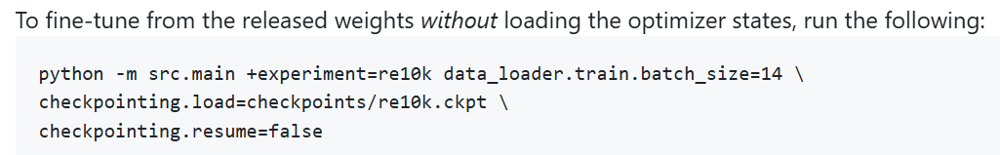 To fine-tune from the released weights without loading the optimizer states, run the following:
python -m src.main +experiment=re10k data_loader.train.batch_size=14 \
checkpointing.load=checkpoints/re10k.ckpt \
checkpointing.resume=false